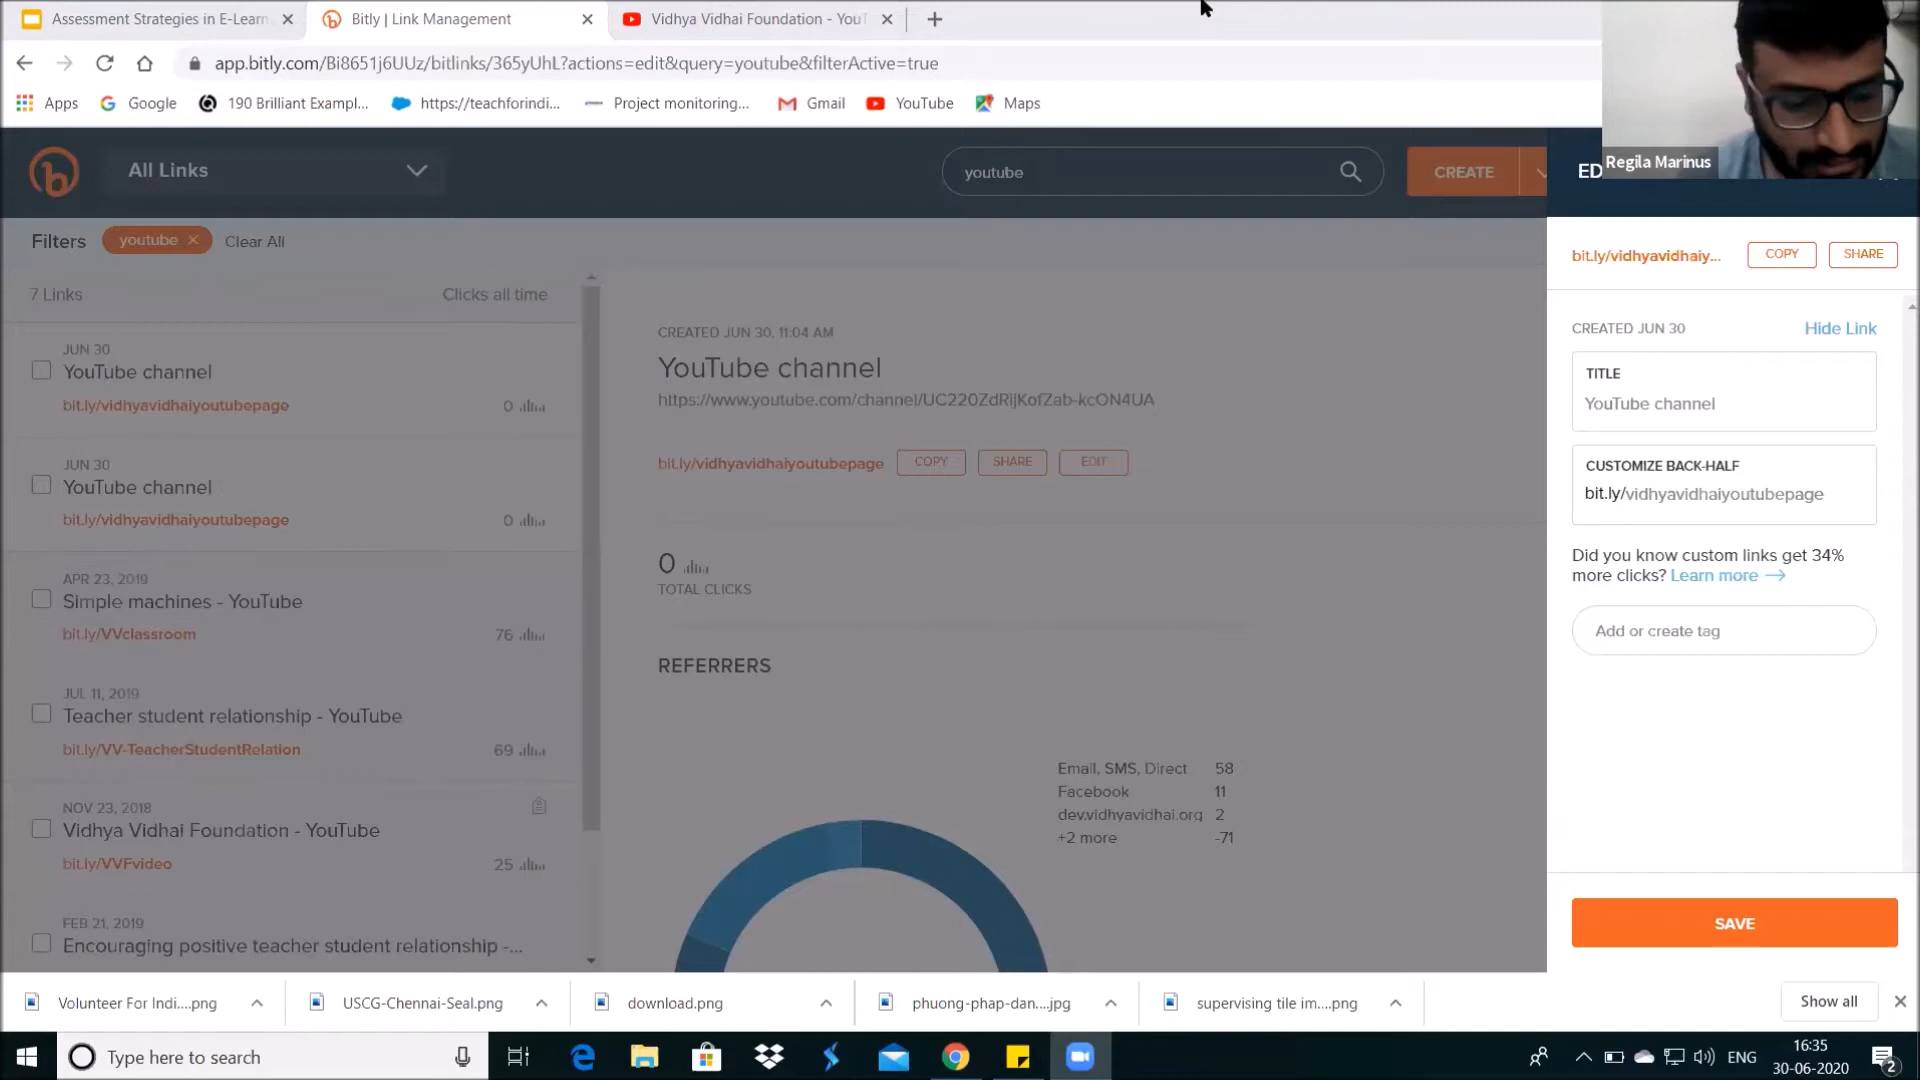 Assessment Strategies in E-Learn
Bitly | Link Management
Vidhya Vidhai Foundation - YouT
app.bitly.com/Bi8651j6UUz/bitlinks/365yUhL?actions=edit&query=youtube&filterActive=true
Apps
Google
190 Brilliant Exampl...
https://teachforindi...
Project monitoring...
Gmail
YouTube
Maps
Regila Marinus
All Links
youtube
CREATE
ED
Filters
youtube
Clear All
bit.ly/vidhyavidhaiy...
COPY
SHARE
7 Links
Clicks all time
JUN 30
YouTube channel
bit.ly/vidhyavidhaiyoutubepage
0
JUN 30
YouTube channel
bit.ly/vidhyavidhaiyoutubepage
0
APR 23, 2019
Simple machines - YouTube
bit.ly/VVclassroom
76
JUL 11, 2019
Teacher student relationship - YouTube
bit.ly/VV-TeacherStudentRelation
69
NOV 23, 2018
Vidhya Vidhai Foundation - YouTube
bit.ly/VVFvideo
25
FEB 21, 2019
Encouraging positive teacher student relationship -...
CREATED JUN 30, 11:04 AM
YouTube channel
https://www.youtube.com/channel/UC220ZdRijKofZab-kcON4UA
bit.ly/vidhyavidhaiyoutubepage
COPY
SHARE
EDIT
0
TOTAL CLICKS
REFERRERS
Email, SMS, Direct 58
Facebook 11
dev.vidhyavidhai.org 2
+2 more -71
CREATED JUN 30
Hide Link
TITLE
YouTube channel
CUSTOMIZE BACK-HALF
bit.ly/vidhyavidhaiyoutubepage
Did you know custom links get 34%
more clicks? Learn more
Add or create tag
SAVE
Volunteer For Indi....png
USCG-Chennai-Seal.png
download.png
phuong-phap-dan....jpg
supervising tile im....png
Show all
Type here to search
ENG
16:35
30-06-2020
2